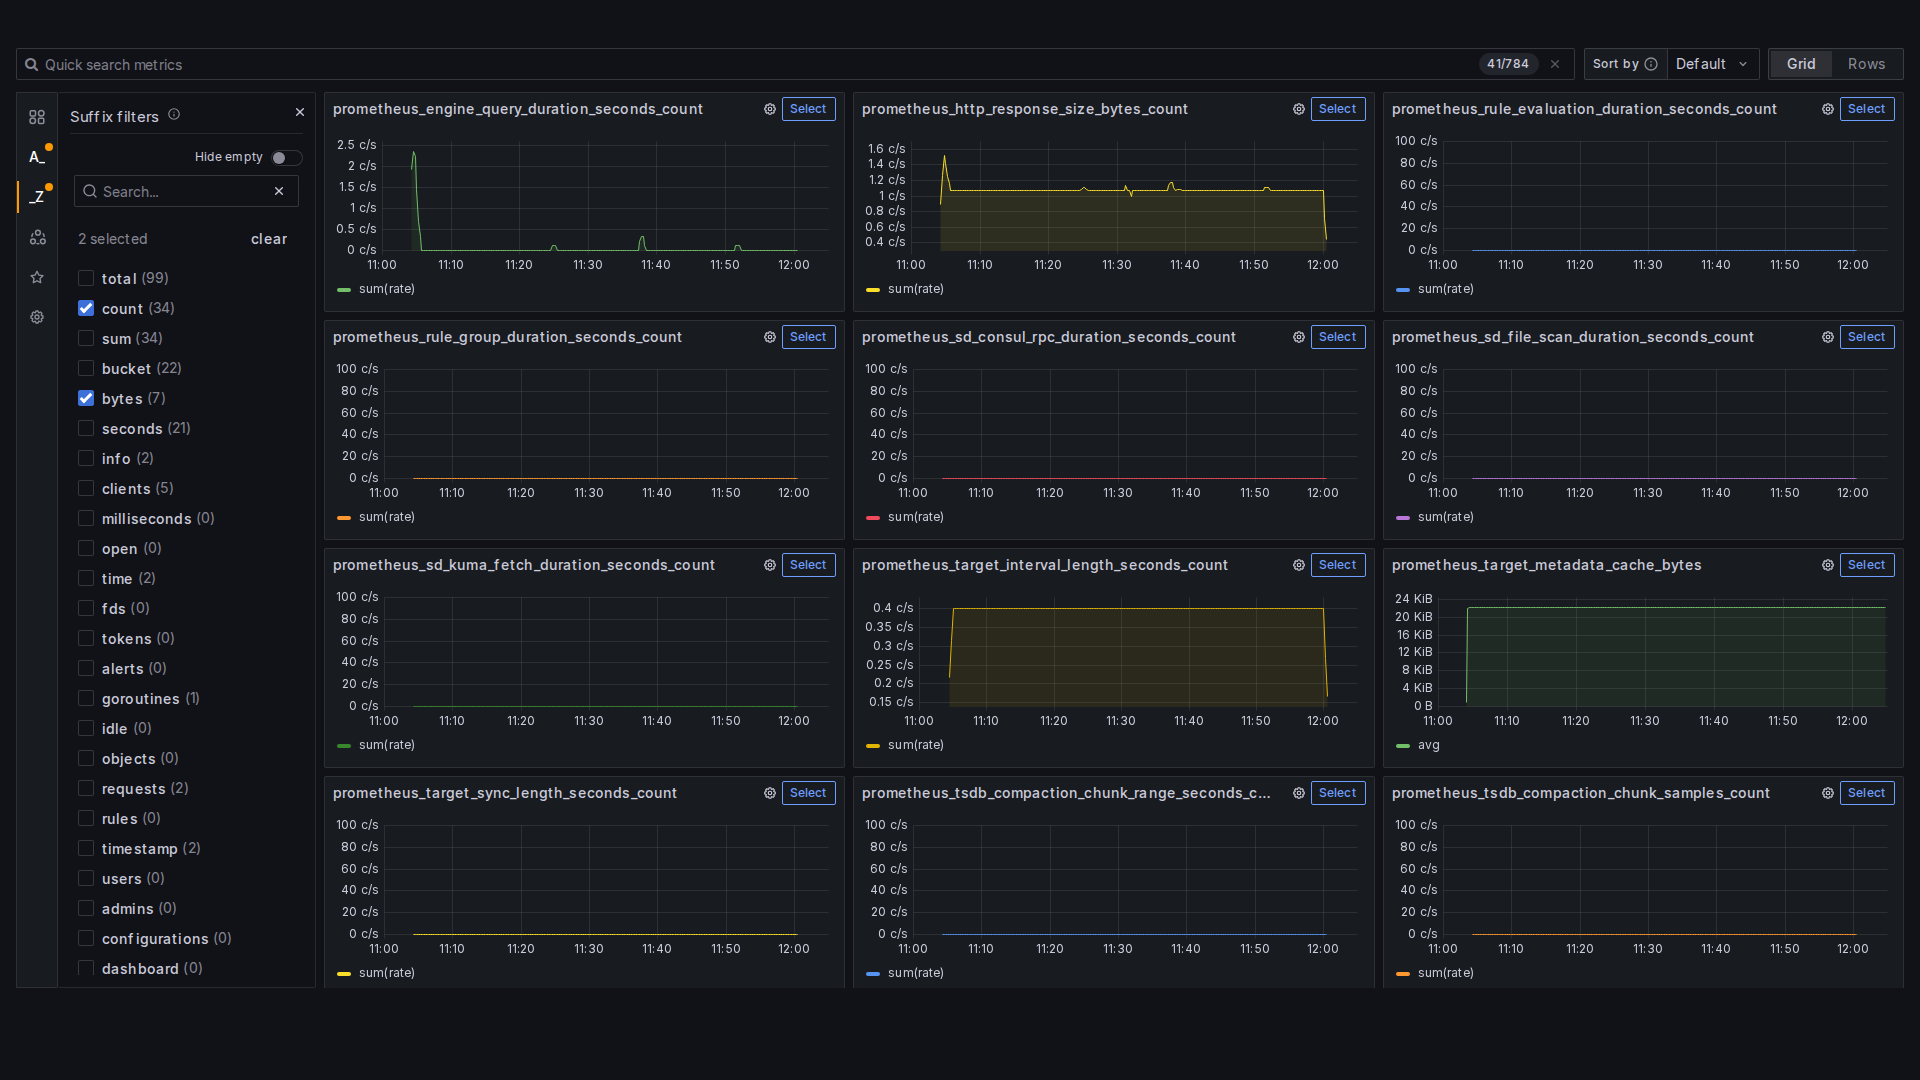 Quick search metrics
41/784
Sort by
Default
Grid
Rows
Suffix filters
Hide empty
Search...
2 selected
clear
total (99)
count (34)
sum (34)
bucket (22)
bytes (7)
seconds (21)
info (2)
clients (5)
milliseconds (0)
open (0)
time (2)
fds (0)
tokens (0)
alerts (0)
goroutines (1)
idle (0)
objects (0)
requests (2)
rules (0)
timestamp (2)
users (0)
admins (0)
configurations (0)
dashboard (0)
A_
_Z
prometheus_engine_query_duration_seconds_count
Select
2.5 c/s
2 c/s
1.5 c/s
1 c/s
0.5 c/s
0 c/s
11:00 11:10 11:20 11:30 11:40 11:50 12:00
sum(rate)
prometheus_http_response_size_bytes_count
Select
1.6 c/s
1.4 c/s
1.2 c/s
1 c/s
0.8 c/s
0.6 c/s
0.4 c/s
11:00 11:10 11:20 11:30 11:40 11:50 12:00
sum(rate)
prometheus_rule_evaluation_duration_seconds_count
Select
100 c/s
80 c/s
60 c/s
40 c/s
20 c/s
0 c/s
11:00 11:10 11:20 11:30 11:40 11:50 12:00
sum(rate)
prometheus_rule_group_duration_seconds_count
Select
100 c/s
80 c/s
60 c/s
40 c/s
20 c/s
0 c/s
11:00 11:10 11:20 11:30 11:40 11:50 12:00
sum(rate)
prometheus_sd_consul_rpc_duration_seconds_count
Select
100 c/s
80 c/s
60 c/s
40 c/s
20 c/s
0 c/s
11:00 11:10 11:20 11:30 11:40 11:50 12:00
sum(rate)
prometheus_sd_file_scan_duration_seconds_count
Select
100 c/s
80 c/s
60 c/s
40 c/s
20 c/s
0 c/s
11:00 11:10 11:20 11:30 11:40 11:50 12:00
sum(rate)
prometheus_sd_kuma_fetch_duration_seconds_count
Select
100 c/s
80 c/s
60 c/s
40 c/s
20 c/s
0 c/s
11:00 11:10 11:20 11:30 11:40 11:50 12:00
sum(rate)
prometheus_target_interval_length_seconds_count
Select
0.4 c/s
0.35 c/s
0.3 c/s
0.25 c/s
0.2 c/s
0.15 c/s
11:00 11:10 11:20 11:30 11:40 11:50 12:00
sum(rate)
prometheus_target_metadata_cache_bytes
Select
24 KiB
20 KiB
16 KiB
12 KiB
8 KiB
4 KiB
0 B
11:00 11:10 11:20 11:30 11:40 11:50 12:00
avg
prometheus_target_sync_length_seconds_count
Select
100 c/s
80 c/s
60 c/s
40 c/s
20 c/s
0 c/s
11:00 11:10 11:20 11:30 11:40 11:50 12:00
sum(rate)
prometheus_tsdb_compaction_chunk_range_seconds_c...
Select
100 c/s
80 c/s
60 c/s
40 c/s
20 c/s
0 c/s
11:00 11:10 11:20 11:30 11:40 11:50 12:00
sum(rate)
prometheus_tsdb_compaction_chunk_samples_count
Select
100 c/s
80 c/s
60 c/s
40 c/s
20 c/s
0 c/s
11:00 11:10 11:20 11:30 11:40 11:50 12:00
sum(rate)